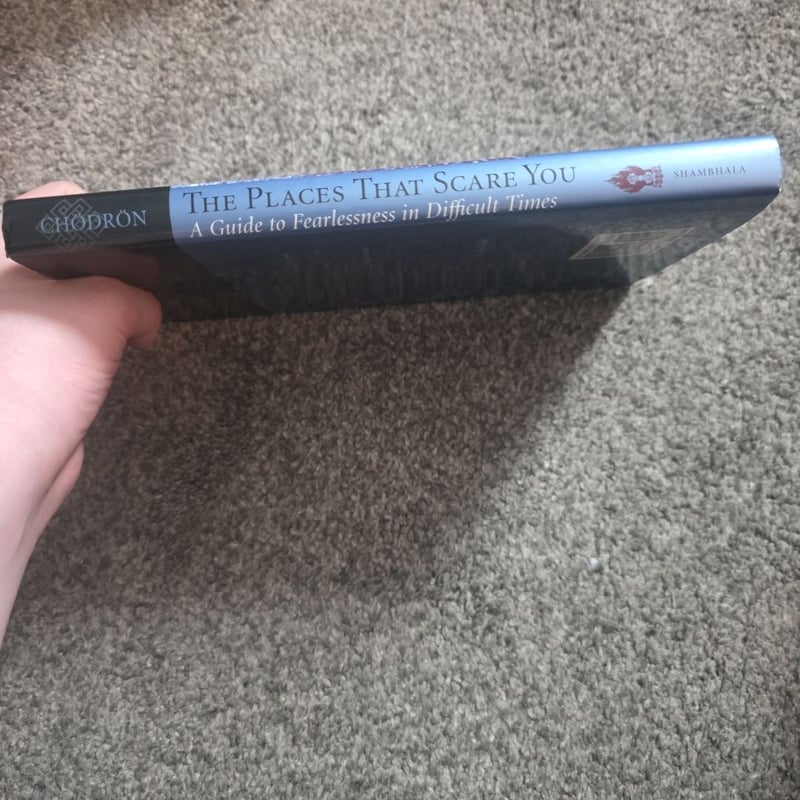 CHÖDRÖN
THE PLACES THAT SCARE YOU
A Guide to Fearlessness in Difficult Times
SHAMBHALA